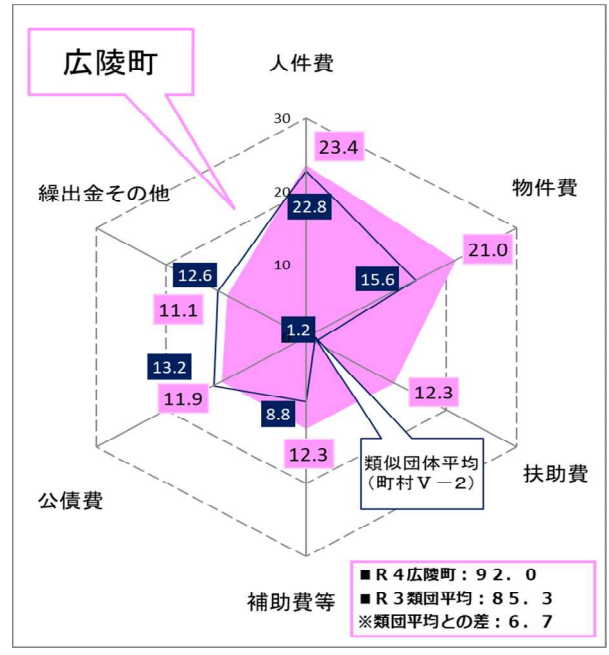 広陵町
人件費
30
23.4
繰出金その他
物件費
20
22.8
21.0
10
15.6
12.6
11.1
1.2
13.2
11.9
12.3
8.8
12.3
類似団体平均
（町村Ⅴ－2）
扶助費
公債費
補助費等
■Ｒ４広陵町：９２．０
■Ｒ３類団平均：８５．３
※類団平均との差：６．７